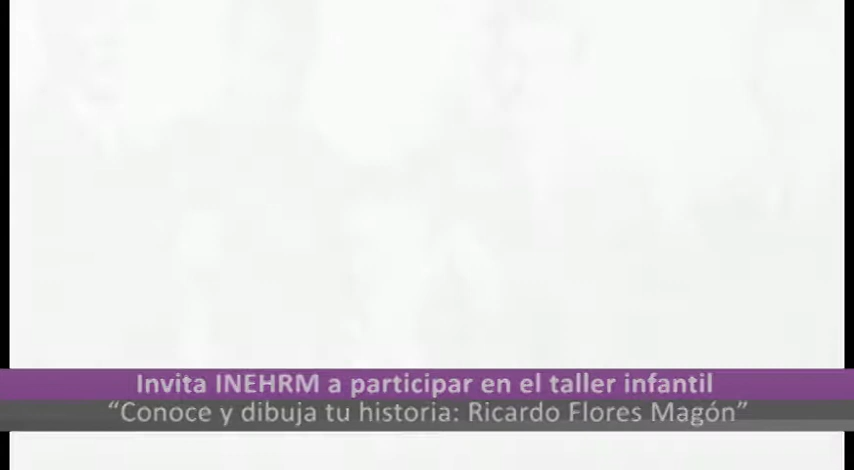 Invita INEHRM a participar en el taller infantil
“Conoce y dibuja tu historia: Ricardo Flores Magón”